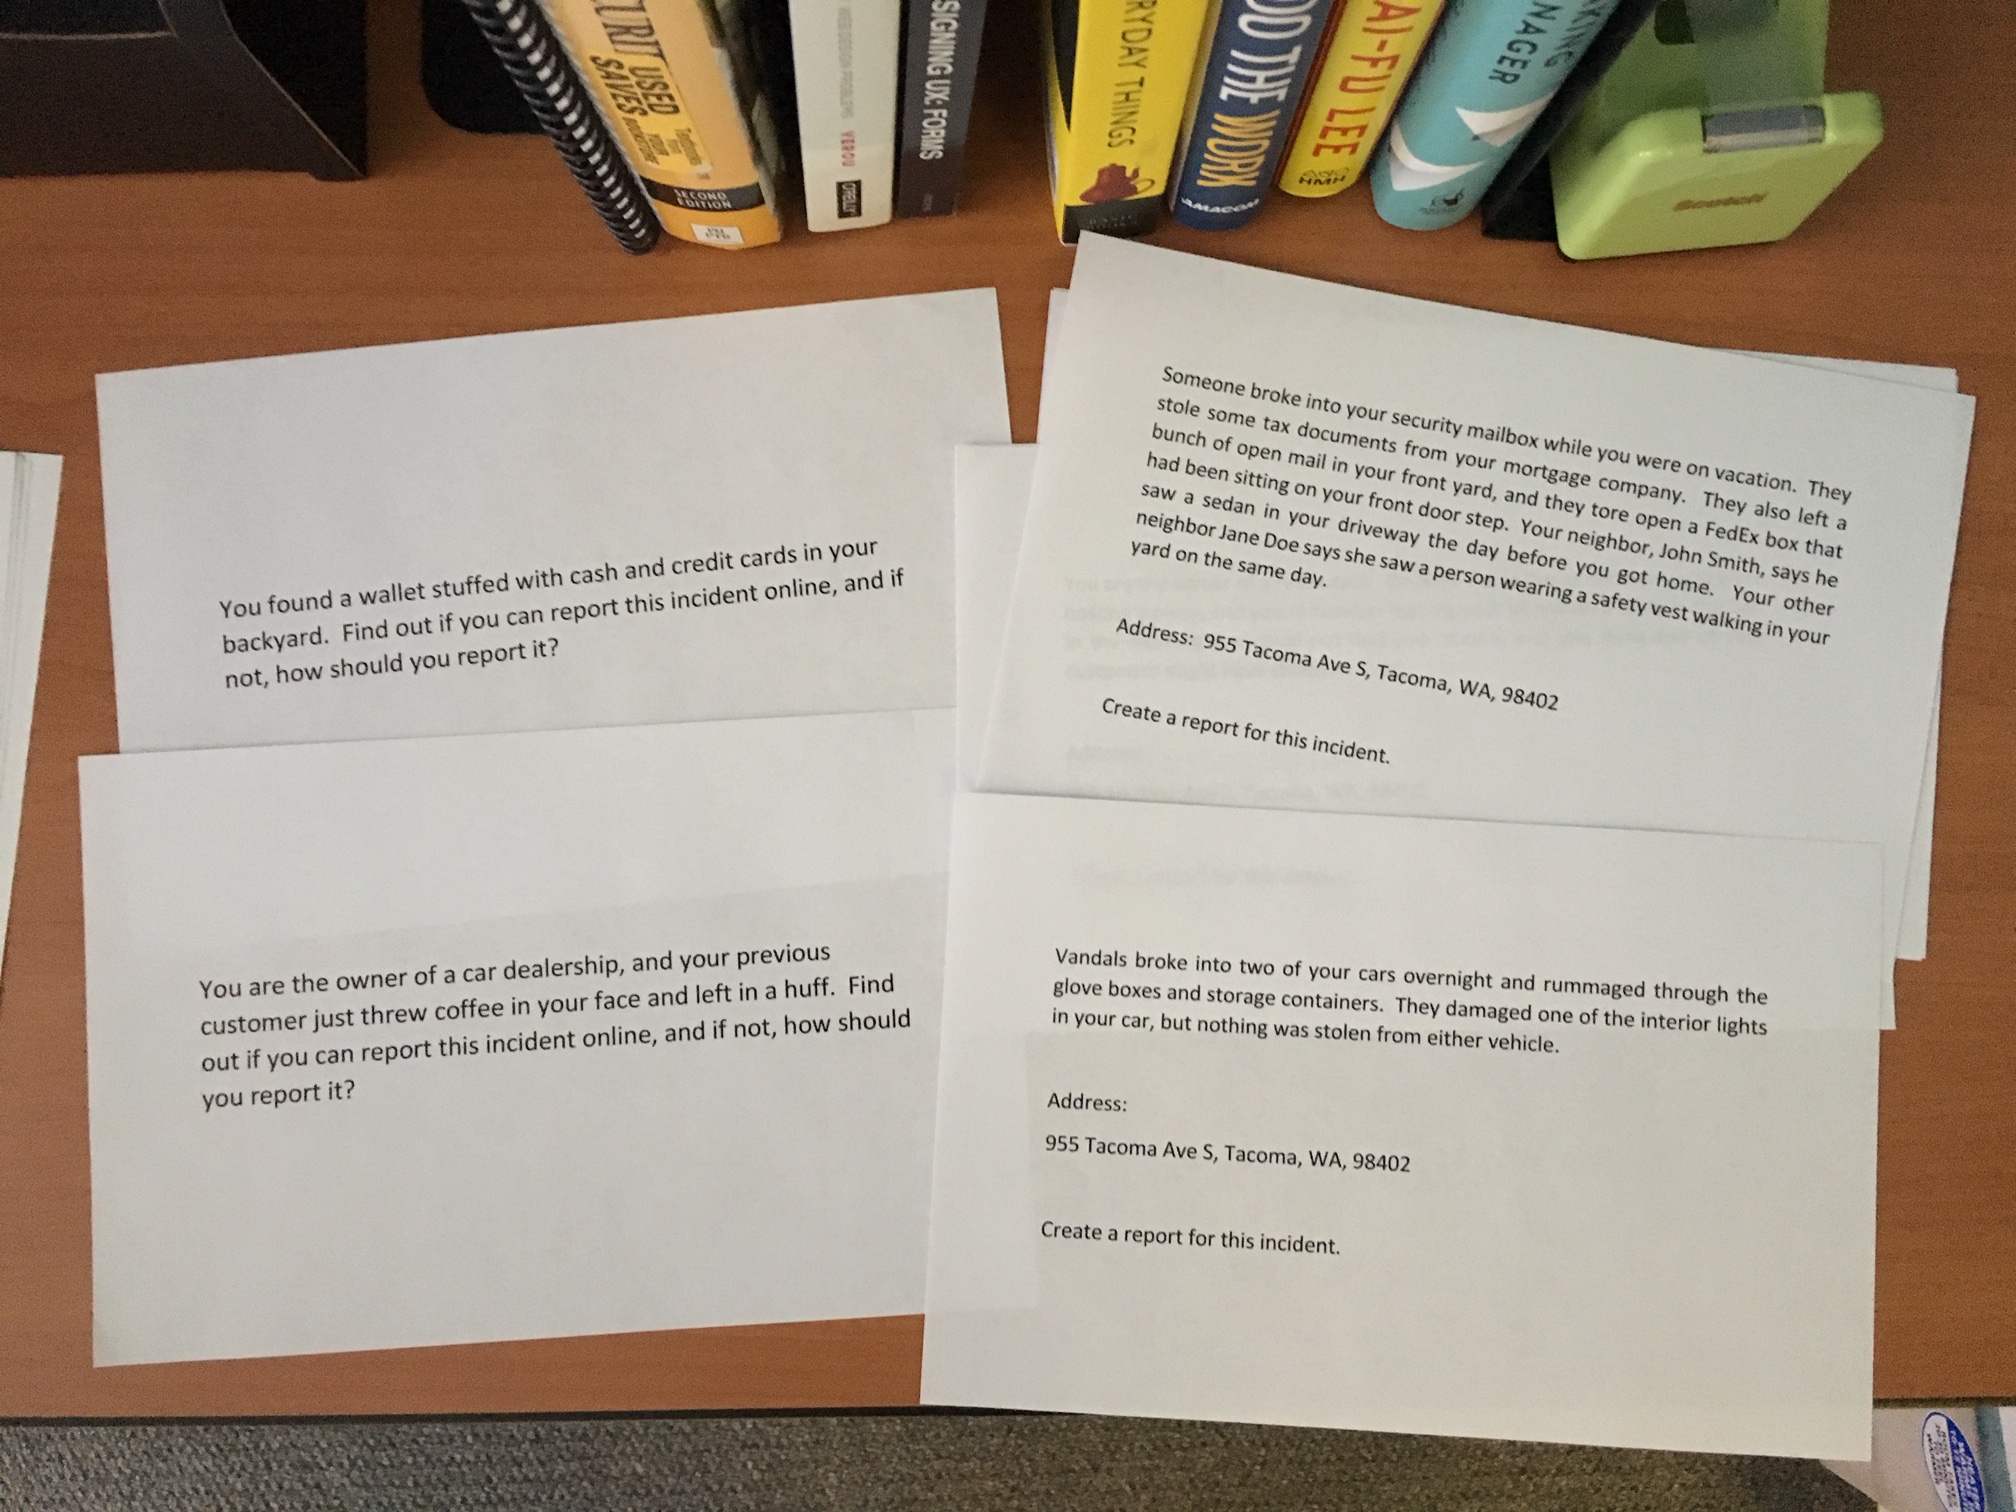 CURIT
USED
SAVES
SECOND
EDITION
WEB DESIGN PROBLEMS VEROU O'REILLY
SIGNING UX: FORMS
RYDAY THINGS
OD THE WORK
AMACOM
AI-FU LEE
HMH
KING
NAGER
Scotch
You found a wallet stuffed with cash and credit cards in your
backyard. Find out if you can report this incident online, and if
not, how should you report it?
Someone broke into your security mailbox while you were on vacation. They
stole some tax documents from your mortgage company. They also left a
bunch of open mail in your front yard, and they tore open a FedEx box that
had been sitting on your front door step. Your neighbor, John Smith, says he
saw a sedan in your driveway the day before you got home. Your other
neighbor Jane Doe says she saw a person wearing a safety vest walking in your
yard on the same day.
Address: 955 Tacoma Ave S, Tacoma, WA, 98402
Create a report for this incident.
You are the owner of a car dealership, and your previous
customer just threw coffee in your face and left in a huff. Find
out if you can report this incident online, and if not, how should
you report it?
Vandals broke into two of your cars overnight and rummaged through the
glove boxes and storage containers. They damaged one of the interior lights
in your car, but nothing was stolen from either vehicle.
Address:
955 Tacoma Ave S, Tacoma, WA, 98402
Create a report for this incident.